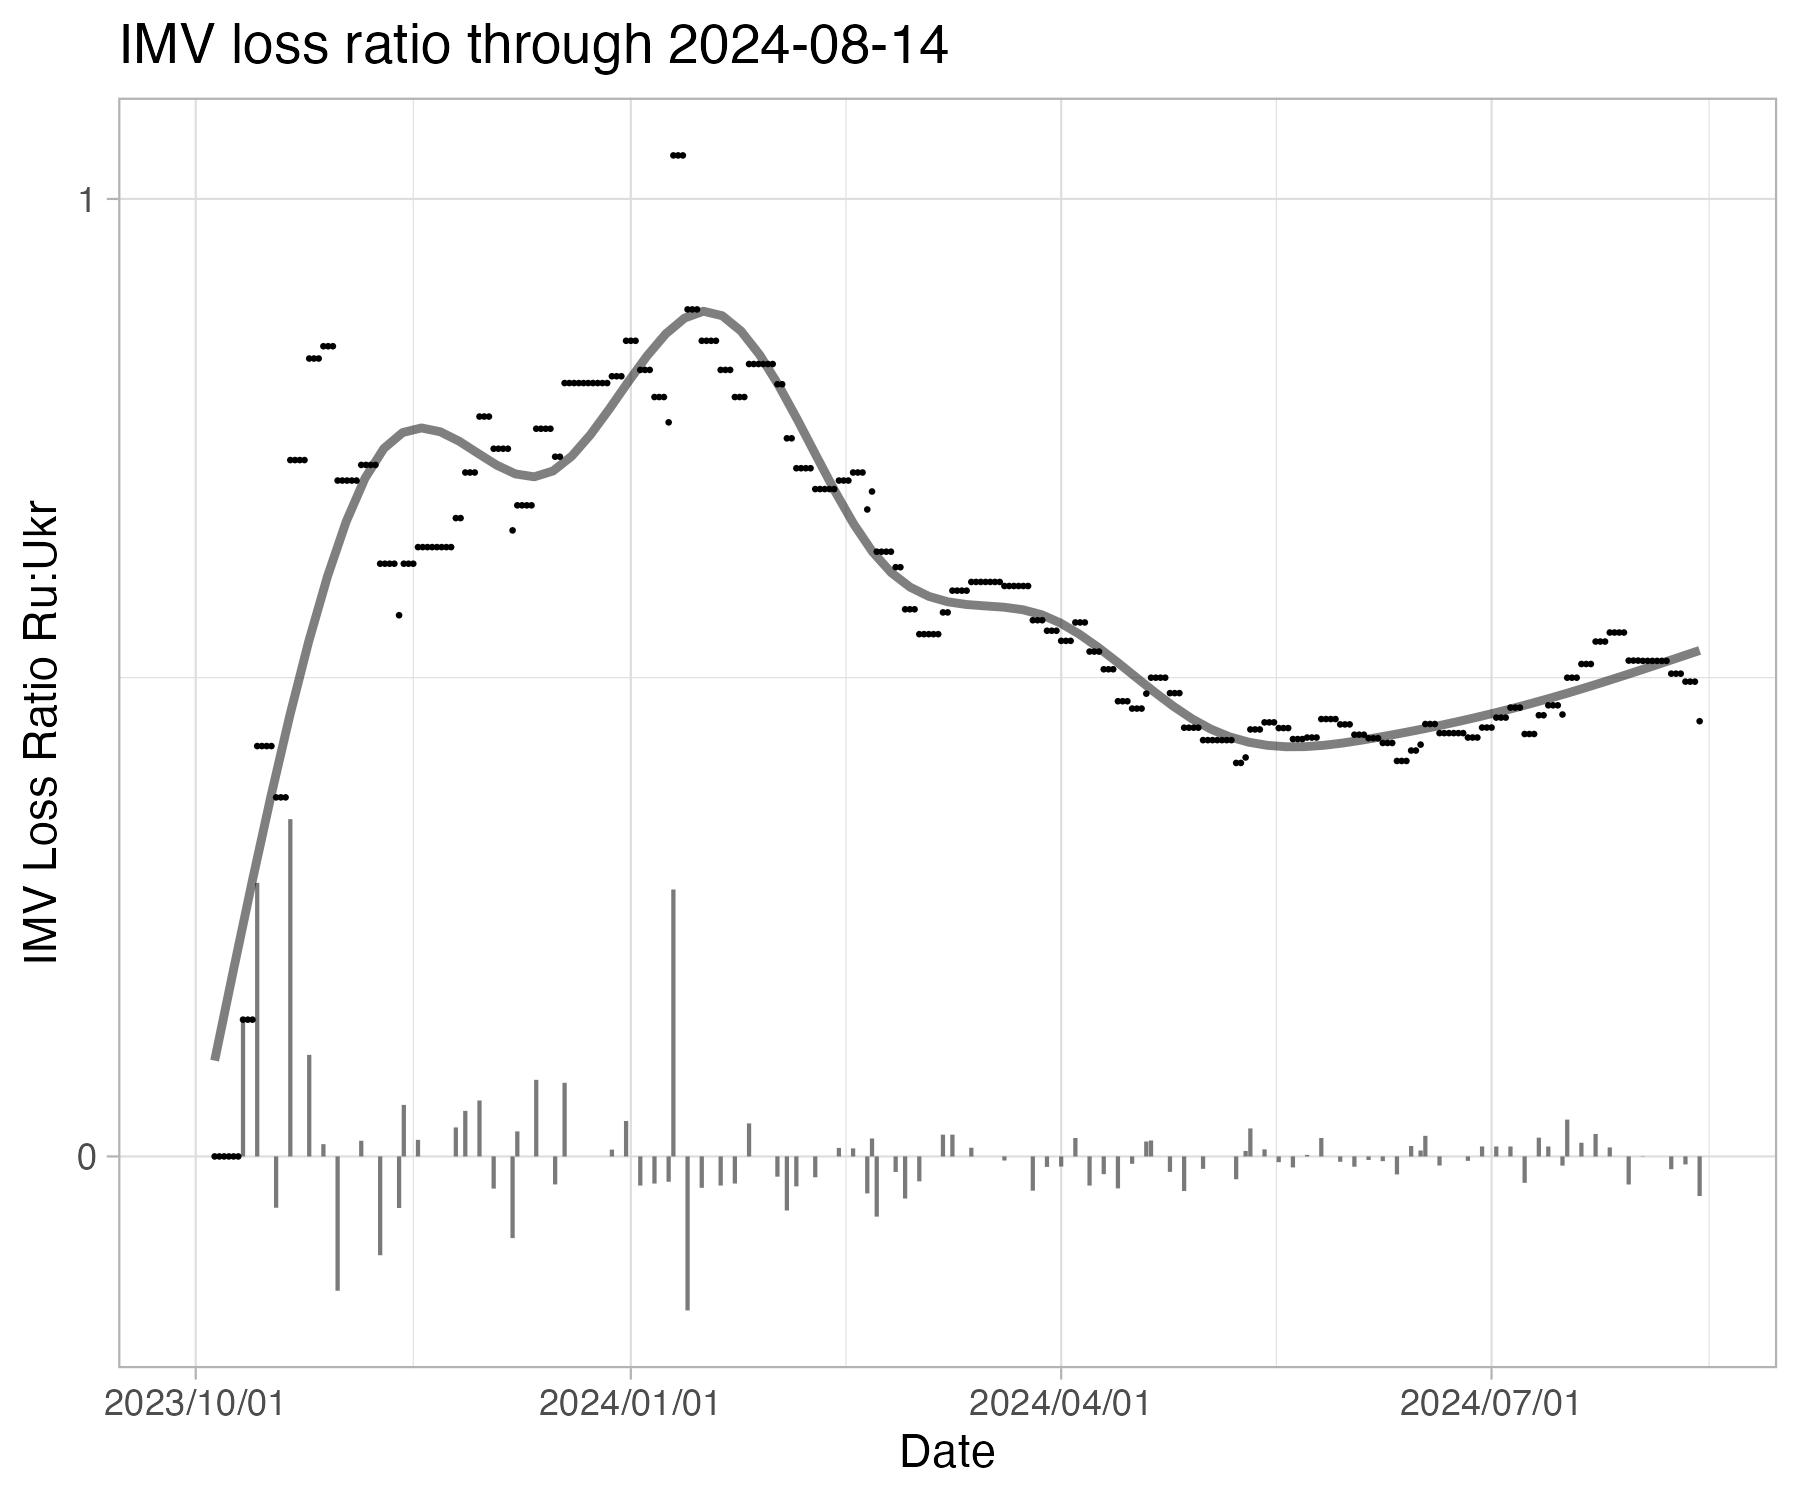 IMV loss ratio through 2024-08-14
IMV Loss Ratio Ru:Ukr
1
0
2023/10/01
2024/01/01
2024/04/01
2024/07/01
Date